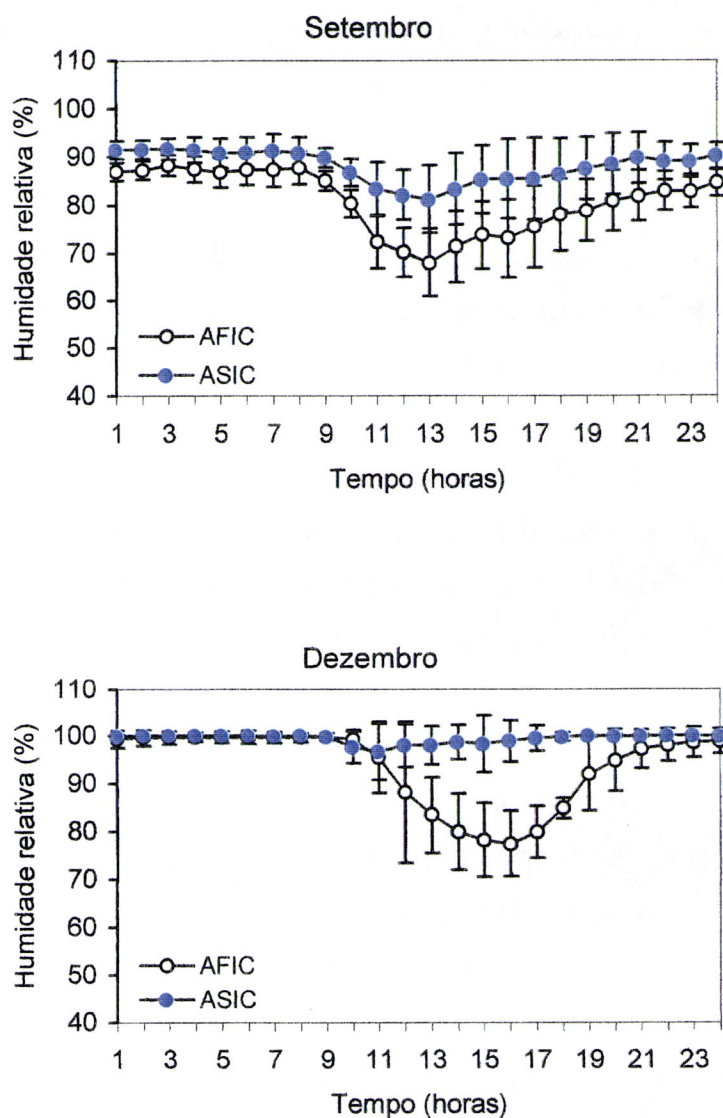 Setembro
Humidade relativa (%)
110
100
90
80
70
60
50
40
AFIC
ASIC
1 3 5 7 9 11 13 15 17 19 21 23
Tempo (horas)
Dezembro
Humidade relativa (%)
110
100
90
80
70
60
50
40
AFIC
ASIC
1 3 5 7 9 11 13 15 17 19 21 23
Tempo (horas)